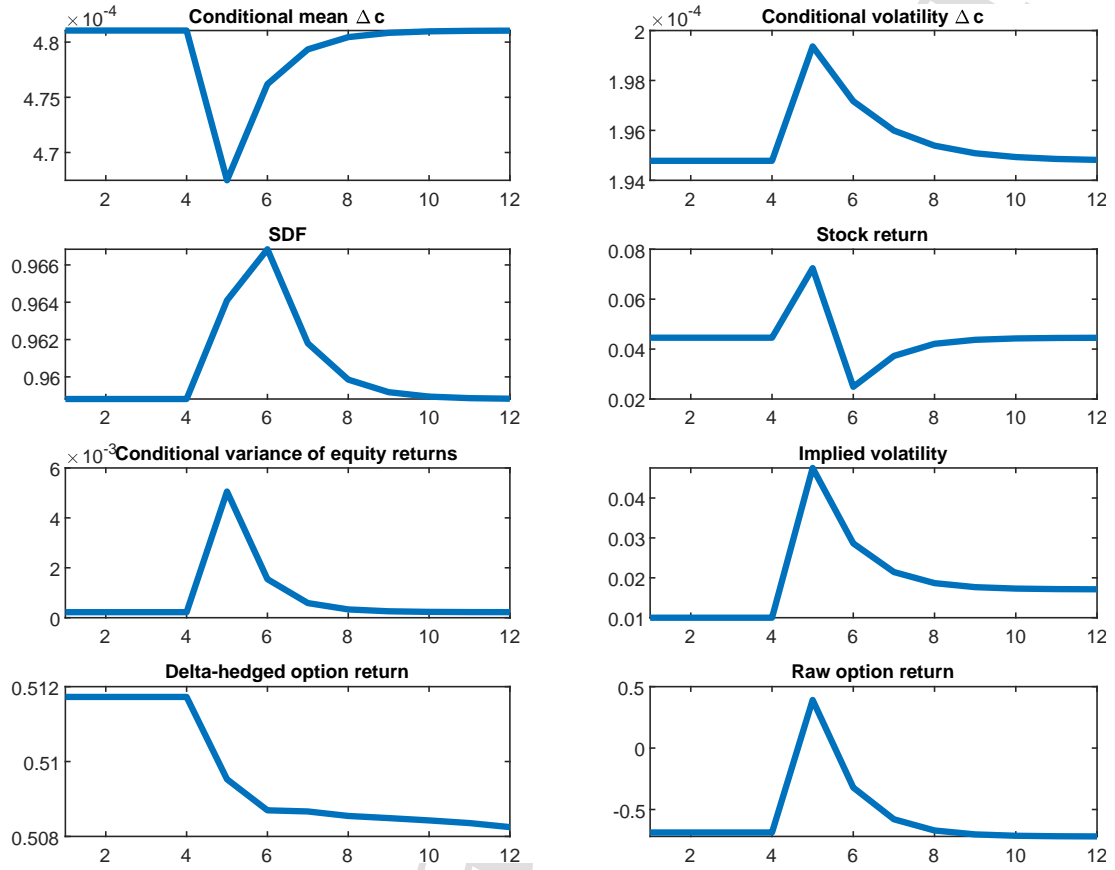 Conditional mean Δ c
×10⁻⁴
4.8
4.75
4.7
2 4 6 8 10 12
Conditional volatility Δ c
×10⁻⁴
2
1.98
1.96
1.94
2 4 6 8 10 12
SDF
0.966
0.964
0.962
0.96
2 4 6 8 10 12
Stock return
0.08
0.06
0.04
0.02
2 4 6 8 10 12
Conditional variance of equity returns
×10⁻³
6
4
2
0
2 4 6 8 10 12
Implied volatility
0.04
0.03
0.02
0.01
2 4 6 8 10 12
Delta-hedged option return
0.512
0.51
0.508
2 4 6 8 10 12
Raw option return
0.5
0
-0.5
2 4 6 8 10 12